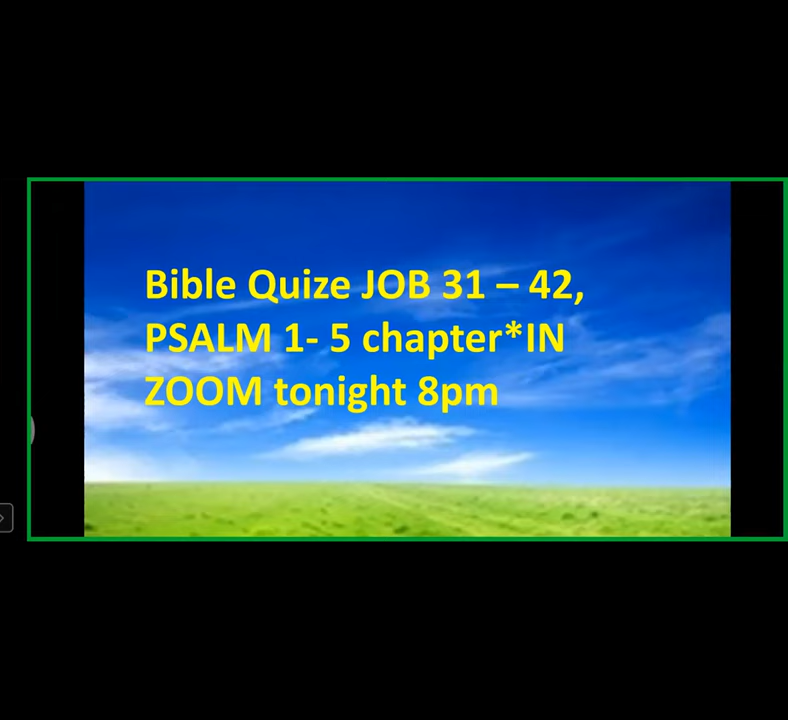 Bible Quize JOB 31 – 42,
PSALM 1- 5 chapter*IN
ZOOM tonight 8pm